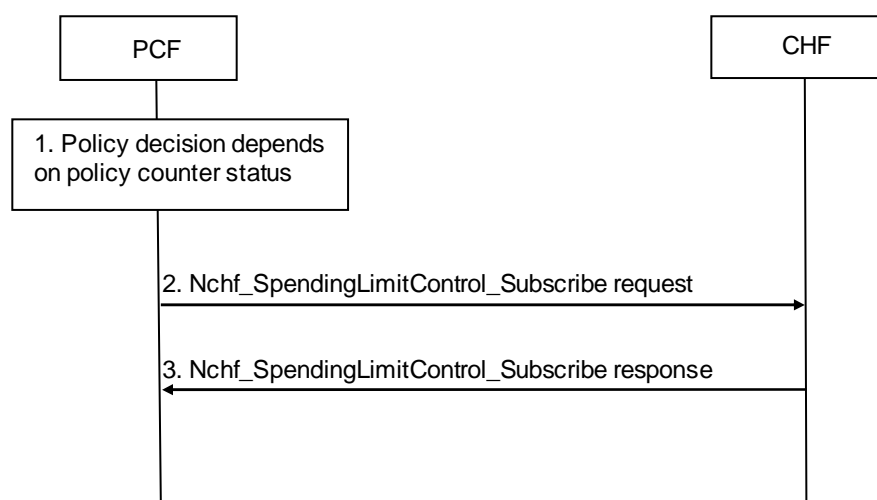 PCF
CHF
1. Policy decision depends
on policy counter status
2. Nchf_SpendingLimitControl_Subscribe request
3. Nchf_SpendingLimitControl_Subscribe response